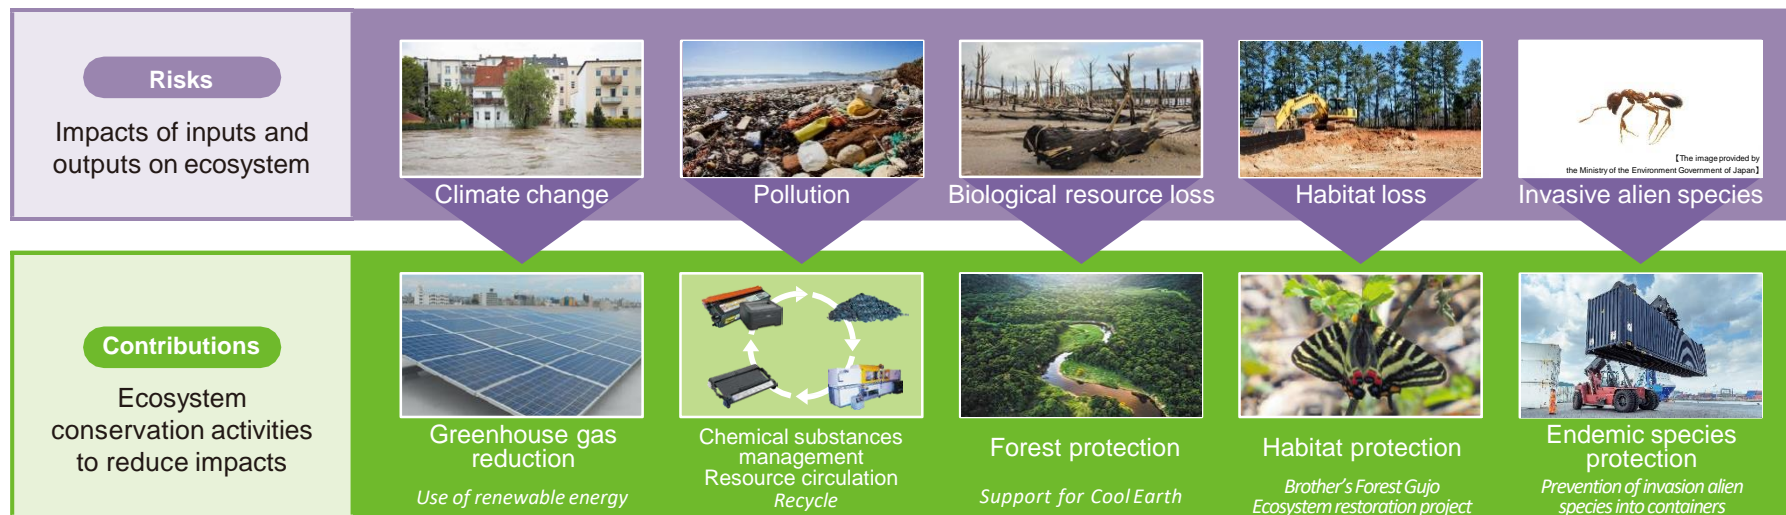 Risks
Impacts of inputs and
outputs on ecosystem
Climate change
Pollution
Biological resource loss
Habitat loss
【The image provided by
the Ministry of the Environment Government of Japan】
Invasive alien species
Contributions
Ecosystem
conservation activities
to reduce impacts
Greenhouse gas
reduction
Use of renewable energy
Chemical substances
management
Resource circulation
Recycle
Forest protection
Support for Cool Earth
Habitat protection
Brother's Forest Gujo
Ecosystem restoration project
Endemic species
protection
Prevention of invasion alien
species into containers